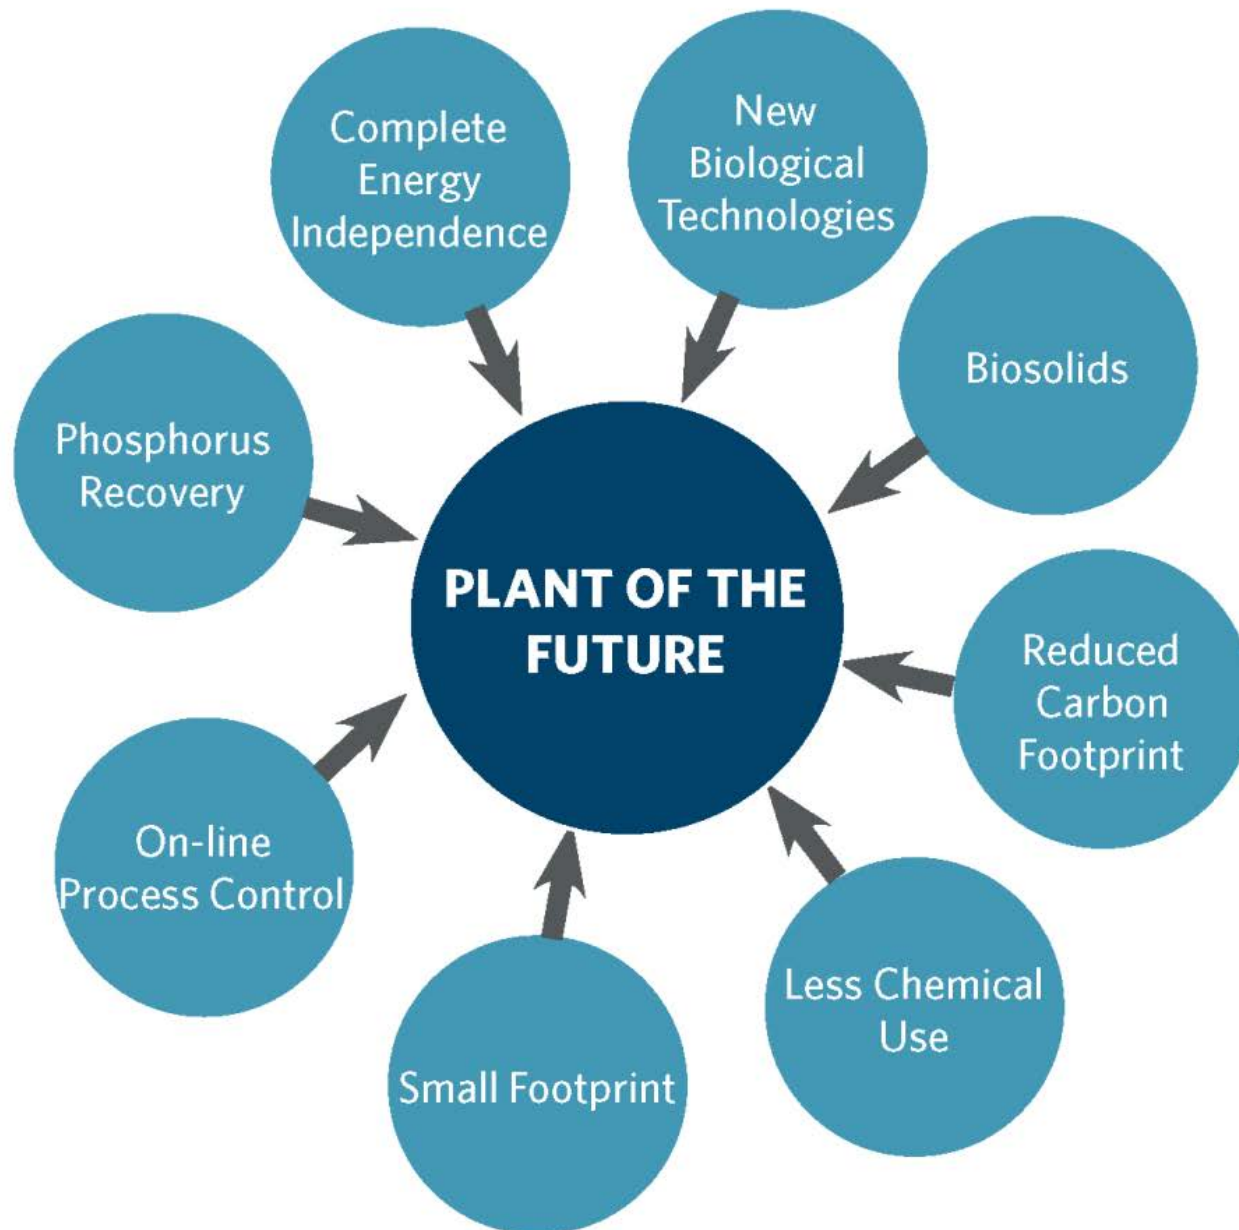 Complete
Energy
Independence
New
Biological
Technologies
Biosolids
Phosphorus
Recovery
PLANT OF THE
FUTURE
Reduced
Carbon
Footprint
On-line
Process Control
Less Chemical
Use
Small Footprint